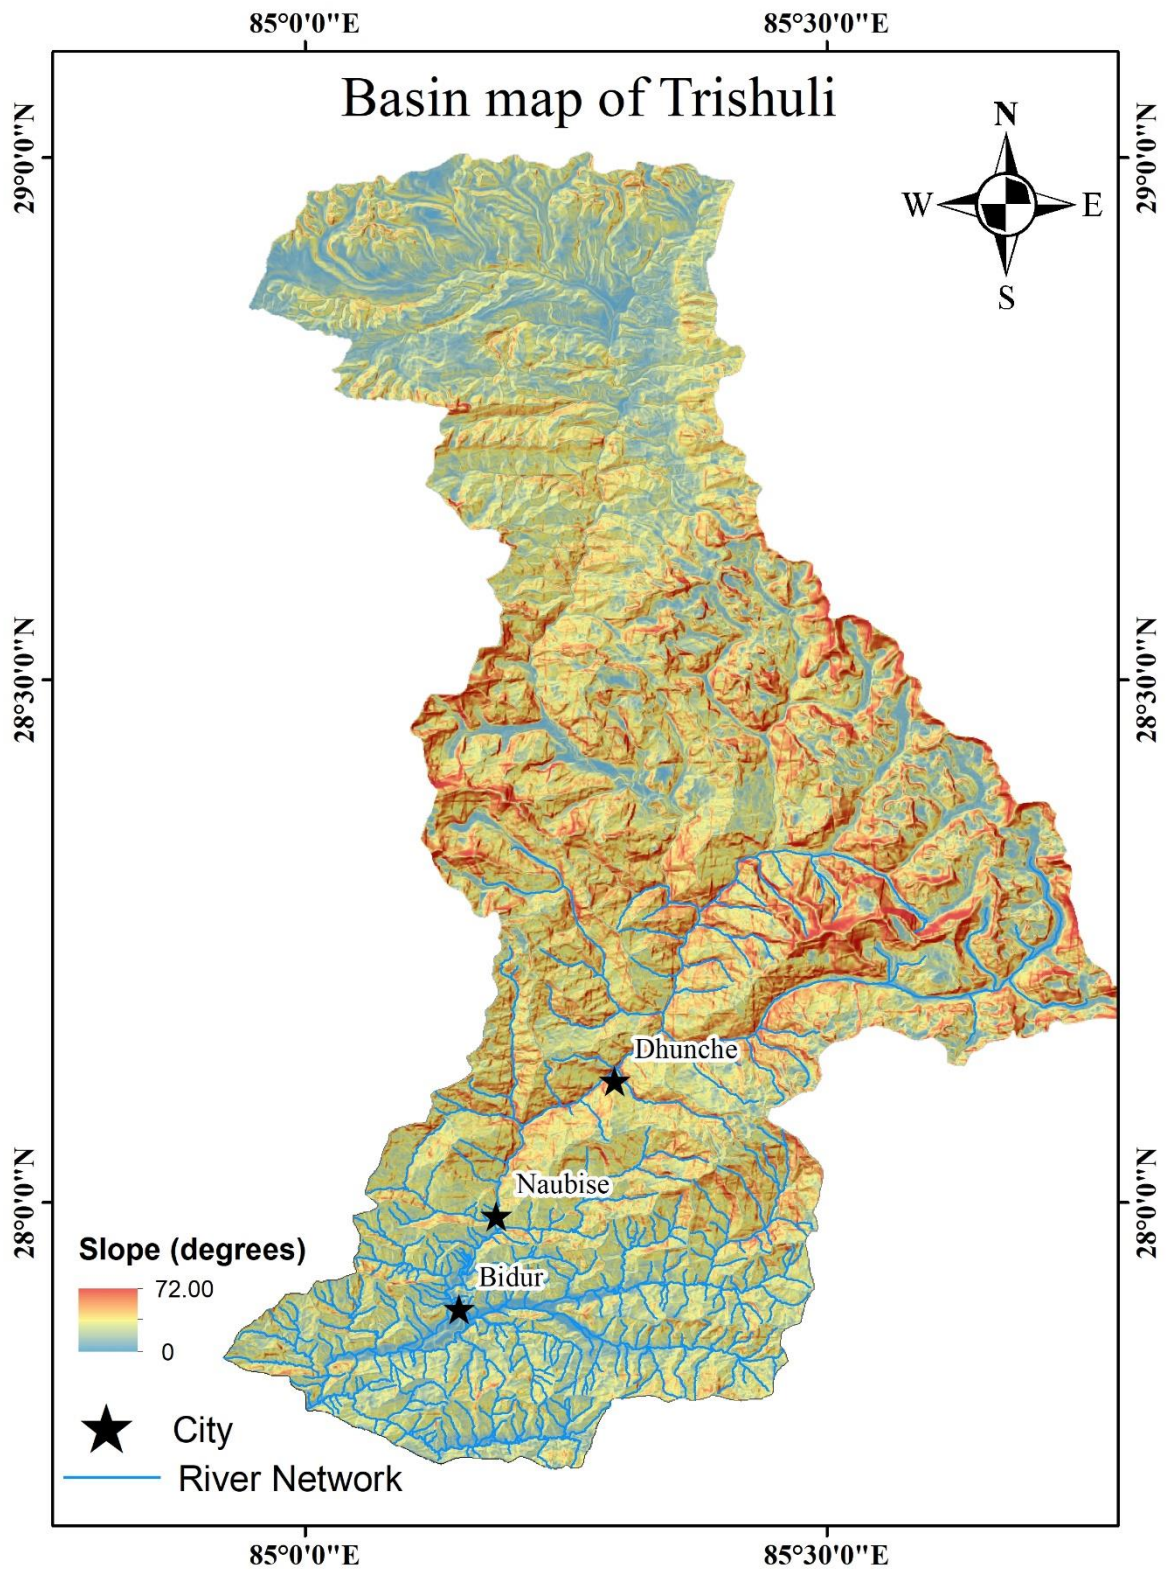 85°0'0"E
85°30'0"E
Basin map of Trishuli
N
W
E
S
29°0'0"N
29°0'0"N
28°30'0"N
28°30'0"N
28°0'0"N
28°0'0"N
Dhunche
Naubise
Bidur
Slope (degrees)
72.00
0
City
River Network
85°0'0"E
85°30'0"E